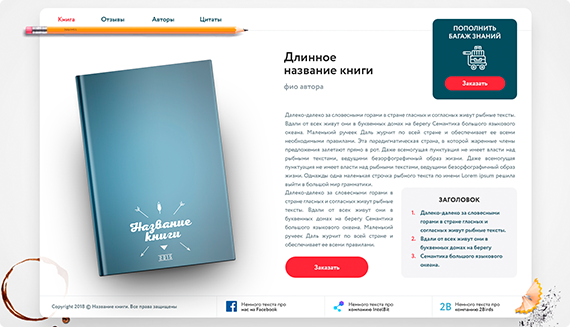 Книга Отзывы Авторы Цитаты
ПОПОЛНИТЬ
БАГАЖ ЗНАНИЙ
Заказать
Длинное
название книги
фио автора
Далеко-далеко за словесными горами в стране гласных и согласных живут рыбные тексты.
Вдали от всех живут они в буквенных домах на берегу Семантика большого языкового
океана. Маленький ручеек Даль журчит по всей стране и обеспечивает ее всеми
необходимыми правилами. Эта парадигматическая страна, в которой жаренные члены
предложения залетают прямо в рот. Даже всемогущая пунктуация не имеет власти над
рыбными текстами, ведущими безорфографичный образ жизни. Даже всемогущая
пунктуация не имеет власти над рыбными текстами, ведущими безорфографичный образ
жизни. Однажды одна маленькая строчка рыбного текста по имени Lorem ipsum решила
выйти в большой мир грамматики.
Далеко-далеко за словесными горами в
стране гласных и согласных живут рыбные
тексты. Вдали от всех живут они в
буквенных домах на берегу Семантика
большого языкового океана. Маленький
ручеек Даль журчит по всей стране и
обеспечивает ее всеми правилами.
Заказать
ЗАГОЛОВОК
1. Далеко-далеко за словесными
горами в стране гласных и
согласных живут рыбные тексты.
2. Вдали от всех живут они в
буквенных домах на берегу
3. Семантика большого языкового
океана.
Название
книги
Copyright 2018 © Название книги. Все права защищены
Немного текста про
нас на Facebook
Немного текста про
компанию IntelBit
2B
Немного текста про
компанию 2Birds